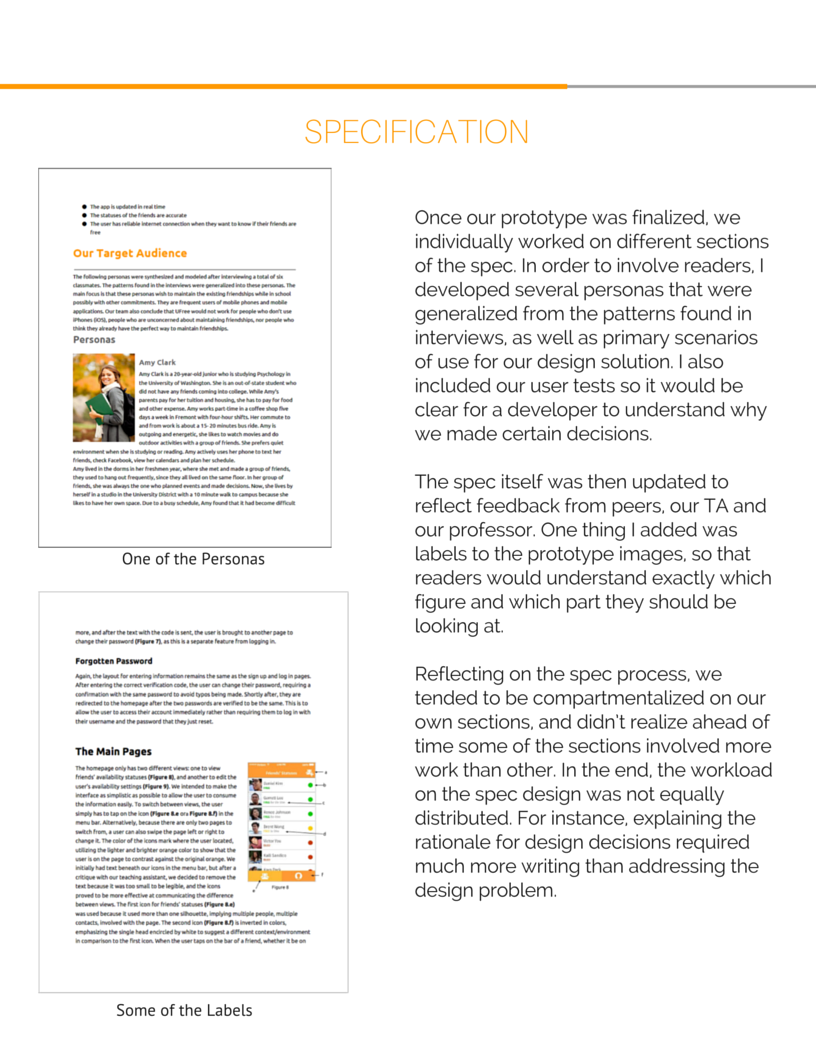 SPECIFICATION
● The app is updated in real time
● The statuses of the friends are accurate
● The user has reliable internet connection when they want to know if their friends are
free
Our Target Audience
The following personas were synthesized and modeled after interviewing a total of six
classmates. The patterns found in the interviews were generalized into these personas. The
main focus is that these personas wish to maintain the existing friendships while in school
possibly with other commitments. They are frequent users of mobile phones and mobile
applications. Our team also conclude that UFree would not work for people who don't use
iPhones (iOS), people who are unconcerned about maintaining friendships, nor people who
think they already have the perfect way to maintain friendships.
Personas
Amy Clark
Amy Clark is a 20-year-old junior who is studying Psychology in
the University of Washington. She is an out-of-state student who
did not have any friends coming into college. While Amy's
parents pay for her tuition and housing, she has to pay for food
and other expense. Amy works part-time in a coffee shop five
days a week in Fremont with four hour shifts. Her commute to
and from work is about a 15- 20 minutes bus ride. Amy is
outgoing and energetic, she likes to watch movies and do
outdoor activities with a group of friends. She prefers quiet
environment when she is studying or reading. Amy actively uses her phone to text her
friends, check Facebook, view her calendars and plan her schedule.
Amy lived in the dorms in her freshmen year, where she met and made a group of friends,
they used to hang out frequently, since they all lived on the same floor. In her group of
friends, she was always the one who planned events and made decisions. Now, she lives by
herself in a studio in the University District with a 10 minute walk to campus because she
likes to have her own space. Due to a busy schedule, Amy found that it had become difficult
One of the Personas
more, and after the text with the code is sent, the user is brought to another page to
change their password (Figure 7), as this is a separate feature from logging in.
Forgotten Password
Again, the layout for entering information remains the same as the sign up and log in pages.
After entering the correct verification code, the user can change their password, requiring a
confirmation with the same password to avoid typos being made. Shortly after, they are
redirected to the homepage after the two passwords are verified to be the same. This is to
allow the user to access their account immediately rather than requiring them to log in with
their username and the password that they just reset.
The Main Pages
The homepage only has two different views: one to view
friends' availability statuses (Figure 8), and another to edit the
user's availability settings (Figure 9). We intended to make the
interface as simplistic as possible to allow the user to consume
the information easily. To switch between views, the user
simply has to tap on the icon (Figure 8.e ora Figure 8.f) in the
menu bar. Alternatively, because there are only two pages to
switch from, a user can also swipe the page left or right to
change it. The color of the icons mark where the user located,
utilizing the lighter and brighter orange color to show that the
user is on the page to contrast against the original orange. We
initially had text beneath our icons in the menu bar, but after a
critique with our teaching assistant, we decided to remove the
text because it was too small to be legible, and the icons
proved to be more effective at communicating the difference
between views. The first icon for friends' statuses (Figure 8.e)
was used because it used more than one silhouette, implying multiple people, multiple
contacts, involved with the page. The second icon (Figure 8.f) is inverted in colors,
emphasizing the single head encircled by white to suggest a different context/environment
in comparison to the first icon. When the user taps on the bar of a friend, whether it be on
Figure 8
Some of the Labels
Once our prototype was finalized, we
individually worked on different sections
of the spec. In order to involve readers, I
developed several personas that were
generalized from the patterns found in
interviews, as well as primary scenarios
of use for our design solution. I also
included our user tests so it would be
clear for a developer to understand why
we made certain decisions.
The spec itself was then updated to
reflect feedback from peers, our TA and
our professor. One thing I added was
labels to the prototype images, so that
readers would understand exactly which
figure and which part they should be
looking at.
Reflecting on the spec process, we
tended to be compartmentalized on our
own sections, and didn't realize ahead of
time some of the sections involved more
work than other. In the end, the workload
on the spec design was not equally
distributed. For instance, explaining the
rationale for design decisions required
much more writing than addressing the
design problem.